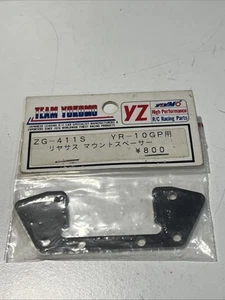 TEAM YOKOMO
YZ
High Performance
R/C Racing Parts
ZG-411S YR-10GP用
リヤサス マウントスペーサー
¥800